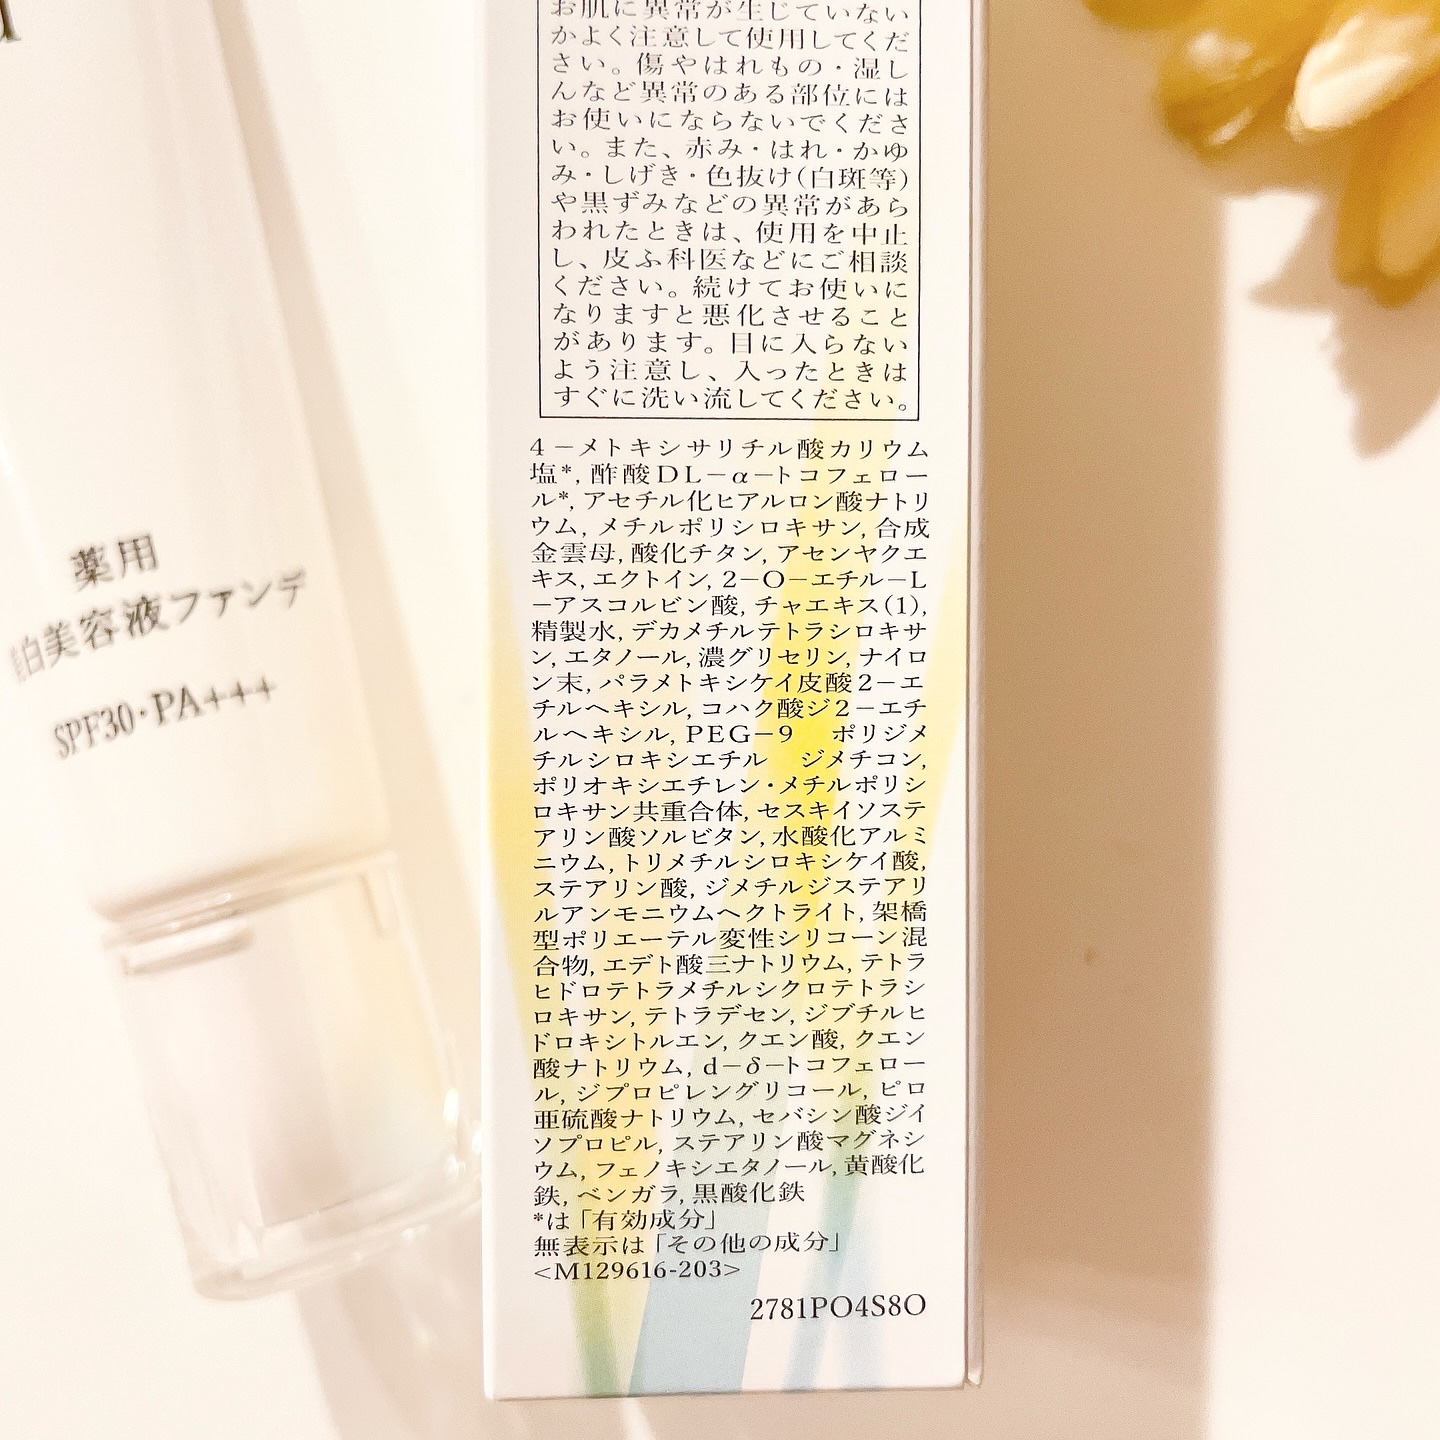 お肌に異常が生じていない
かよく注意して使用してくだ
さい。傷やはれもの・湿し
んなど異常のある部位には
お使いにならないでくださ
い。また、赤み・はれ・かゆ
み・しげき・色抜け(白斑等)
や黒ずみなどの異常があら
われたときは、使用を中止
し、皮ふ科医などにご相談
ください。続けてお使いに
なりますと悪化させること
があります。目に入らない
よう注意し、入ったときは
すぐに洗い流してください。
4－メトキシサリチル酸カリウム
塩*, 酢酸DL－α－トコフェロー
ル*, アセチル化ヒアルロン酸ナトリ
ウム, メチルポリシロキサン, 合成
金雲母, 酸化チタン, アセンヤクエ
キス, エクトイン, 2－O－エチル－L
－アスコルビン酸, チャエキス(1),
精製水, デカメチルテトラシロキサ
ン, エタノール, 濃グリセリン, ナイロ
ン末, パラメトキシケイ皮酸2－エ
チルヘキシル, コハク酸ジ2－エチ
ルヘキシル, PEG－9　ポリジメ
チルシロキシエチル　ジメチコン,
ポリオキシエチレン・メチルポリシ
ロキサン共重合体, セスキイソステ
アリン酸ソルビタン, 水酸化アルミ
ニウム, トリメチルシロキシケイ酸,
ステアリン酸, ジメチルジステアリ
ルアンモニウムヘクトライト, 架橋
型ポリエーテル変性シリコーン混
合物, エデト酸三ナトリウム, テトラ
ヒドロテトラメチルシクロテトラシ
ロキサン, テトラデセン, ジブチルヒ
ドロキシトルエン, クエン酸, クエン
酸ナトリウム, d－δ－トコフェロー
ル, ジプロピレングリコール, ピロ
亜硫酸ナトリウム, セバシン酸ジイ
ソプロピル, ステアリン酸マグネシ
ウム, フェノキシエタノール, 黄酸化
鉄, ベンガラ, 黒酸化鉄
*は「有効成分」
無表示は「その他の成分」
<M129616-203>
2781PO4S8O
薬用
美白美容液ファンデ
SPF30・PA+++